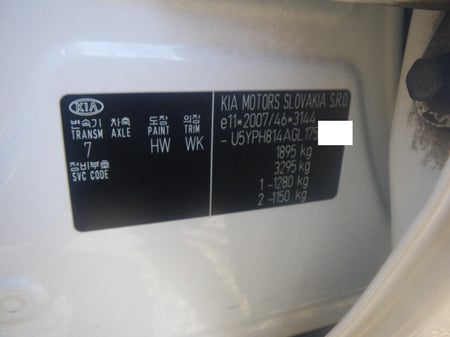 KIA
변속기 차축 도장 의장
TRANSM AXLE PAINT TRIM
7 HW WK
정비부호
SVC CODE
KIA MOTORS SLOVAKIA S.R.O.
e11*2007/46*3144
-U5YPH814AGL175
1895 kg
3295 kg
1-1280 kg
2-1150 kg